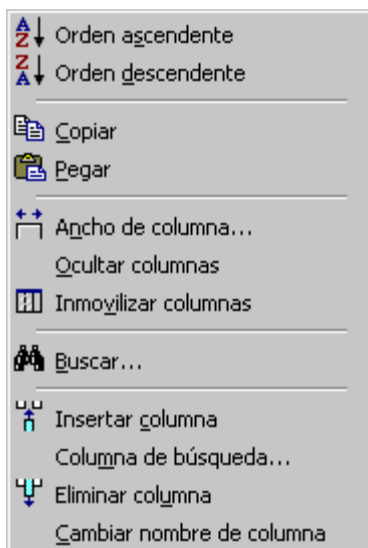 Orden ascendente
Orden descendente
Copiar
Pegar
Ancho de columna...
Ocultar columnas
Inmovilizar columnas
Buscar...
Insertar columna
Columna de búsqueda...
Eliminar columna
Cambiar nombre de columna